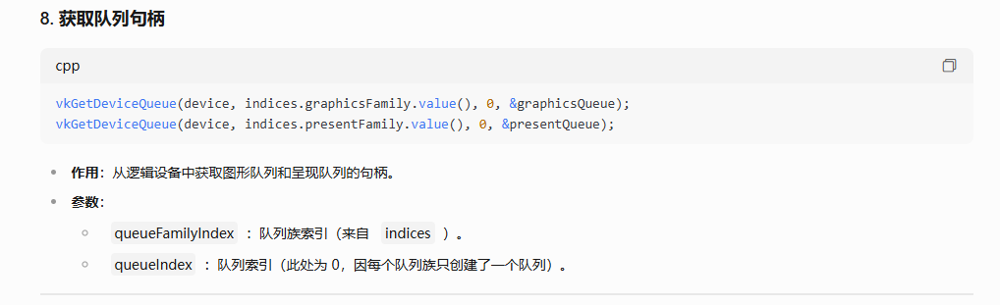 8. 获取队列句柄
cpp
vkGetDeviceQueue(device, indices.graphicsFamily.value(), 0, &graphicsQueue);
vkGetDeviceQueue(device, indices.presentFamily.value(), 0, &presentQueue);
作用：从逻辑设备中获取图形队列和呈现队列的句柄。
参数：
queueFamilyIndex ：队列族索引（来自 indices ）。
queueIndex ：队列索引（此处为 0，因每个队列族只创建了一个队列）。